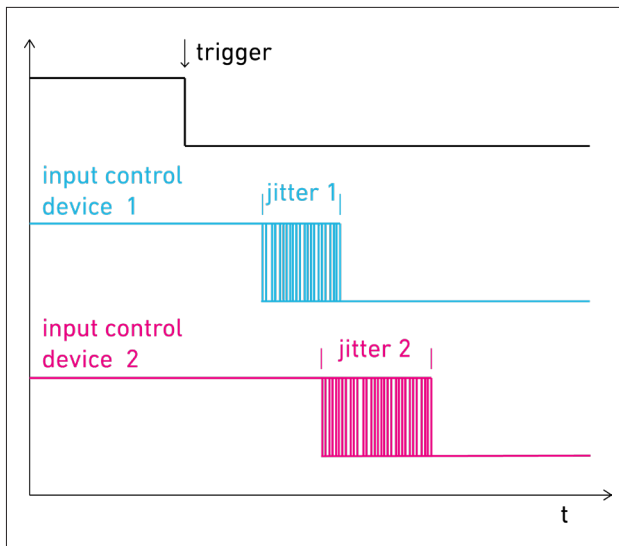 trigger
input control
device 1
jitter 1
input control
device 2
jitter 2
t